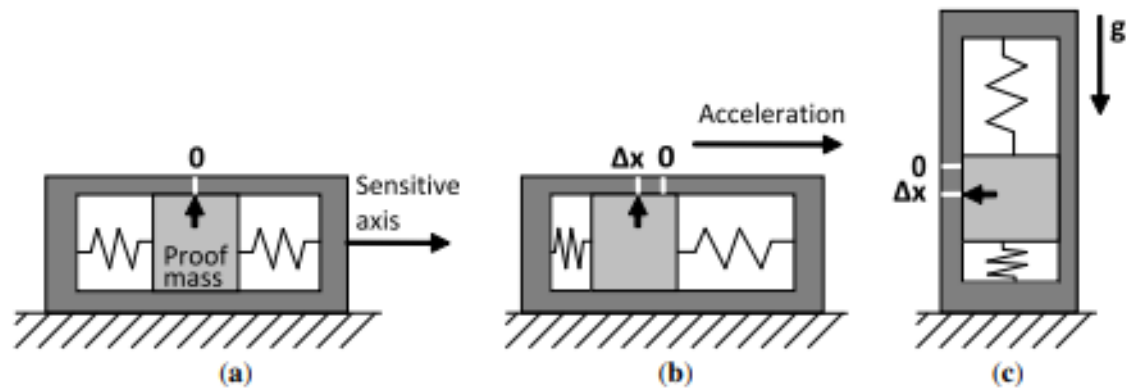 0
Sensitive
axis
Proof
mass
(a)
Δx 0
Acceleration
(b)
g
0
Δx
(c)